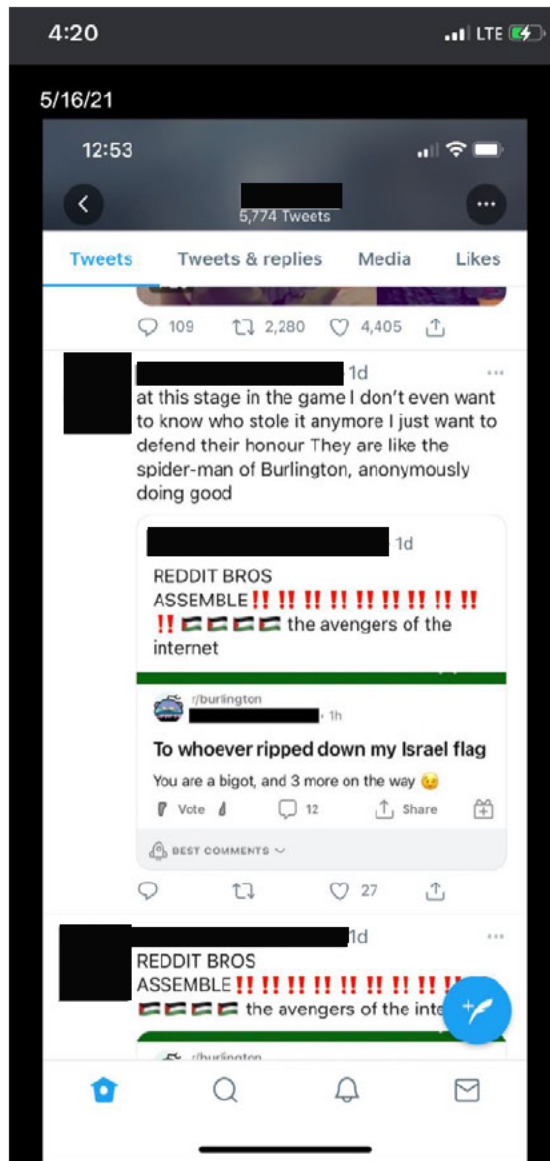 4:20
LTE
5/16/21
12:53
5,774 Tweets
Tweets Tweets & replies Media Likes
109 2,280 4,405
1d
at this stage in the game I don't even want
to know who stole it anymore I just want to
defend their honour They are like the
spider-man of Burlington, anonymously
doing good
1d
REDDIT BROS
ASSEMBLE‼️‼️‼️‼️‼️‼️‼️‼️‼️
‼️🇵🇸🇵🇸🇵🇸🇵🇸 the avengers of the
internet
r/burlington
· 1h
To whoever ripped down my Israel flag
You are a bigot, and 3 more on the way 😉
Vote 12 Share
BEST COMMENTS
27
1d
REDDIT BROS
ASSEMBLE‼️‼️‼️‼️‼️‼️‼️‼️‼️
🇵🇸🇵🇸🇵🇸🇵🇸 the avengers of the inte
r/burlington